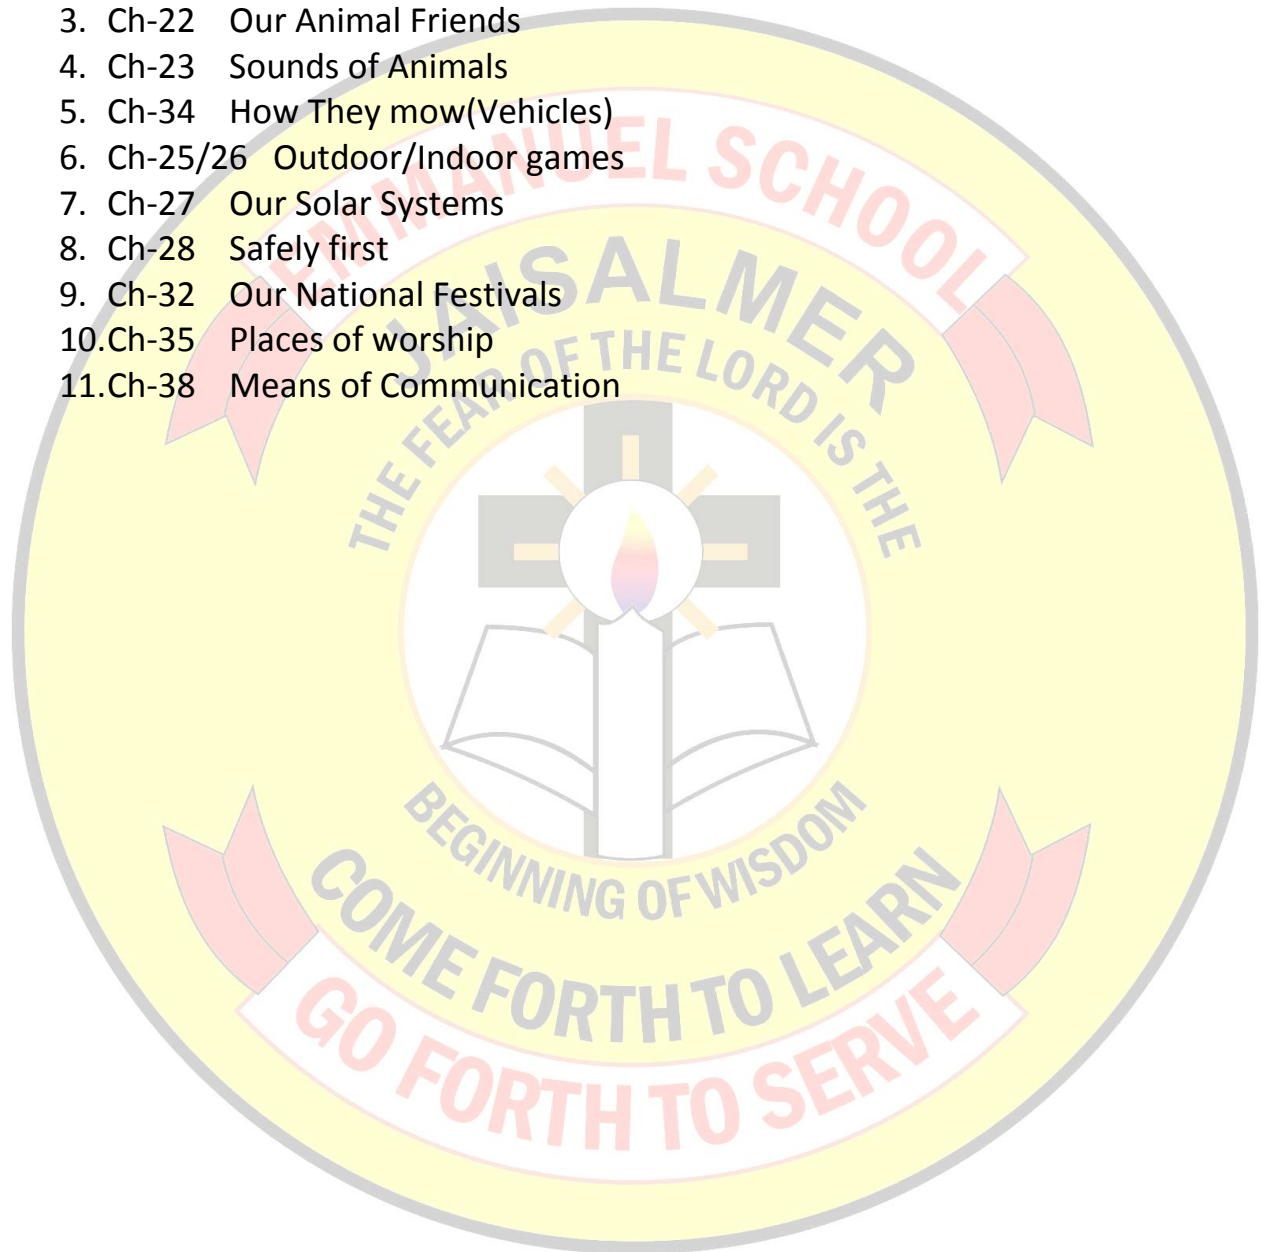 3. Ch-22 Our Animal Friends
4. Ch-23 Sounds of Animals
5. Ch-34 How They mow(Vehicles)
6. Ch-25/26 Outdoor/Indoor games
7. Ch-27 Our Solar Systems
8. Ch-28 Safely first
9. Ch-32 Our National Festivals
10.Ch-35 Places of worship
11.Ch-38 Means of Communication
EMMANUEL SCHOOL
JAISALMER
THE FEAR OF THE LORD IS THE
BEGINNING OF WISDOM
COME FORTH TO LEARN
GO FORTH TO SERVE